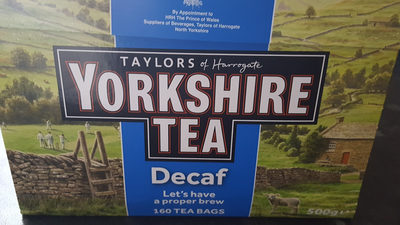 By Appointment to
HRH The Prince of Wales
Suppliers of Beverages, Taylors of Harrogate
North Yorkshire
TAYLORS of Harrogate
YORKSHIRE
TEA
Decaf
Let's have
a proper brew
160 TEA BAGS
500g